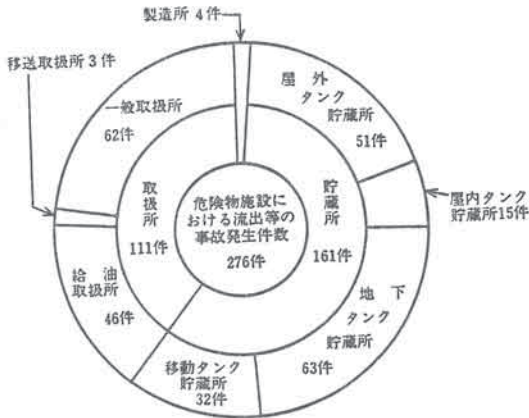 製造所 4件
移送取扱所 3件
一般取扱所
62件
屋外
タンク
貯蔵所
51件
屋内タンク
貯蔵所15件
取扱所
111件
危険物施設に
おける流出等の
事故発生件数
276件
貯蔵所
161件
給油
取扱所
46件
移動タンク
貯蔵所
32件
地下
タンク
貯蔵所
63件